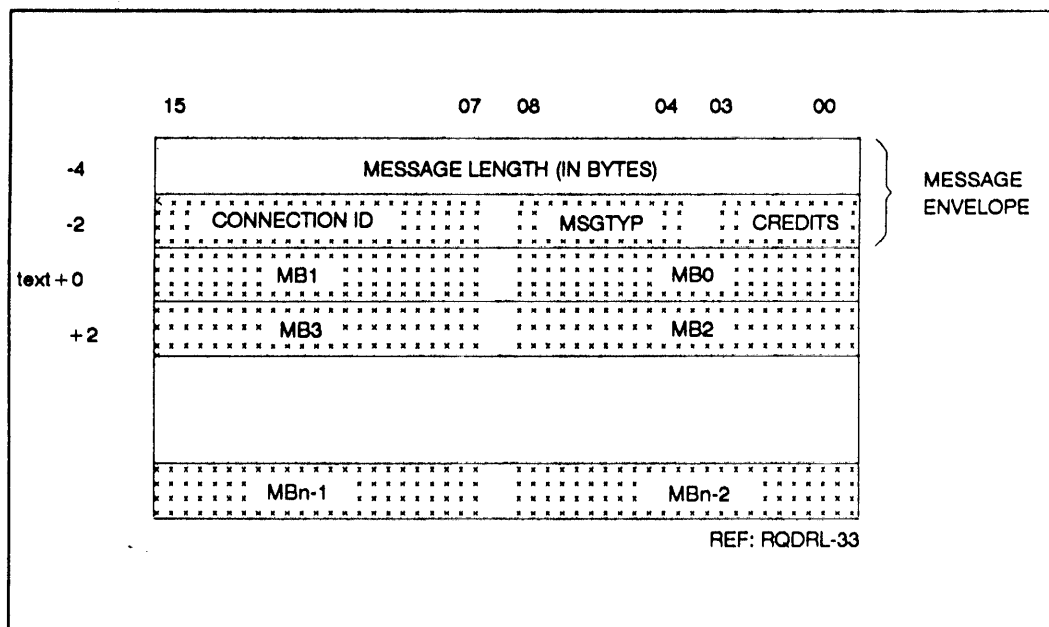 15 07 08 04 03 00
-4 MESSAGE LENGTH (IN BYTES)
MESSAGE
ENVELOPE
-2 CONNECTION ID MSGTYP CREDITS
text+0 MB1 MB0
+2 MB3 MB2
MBn-1 MBn-2
REF: RQDRL-33